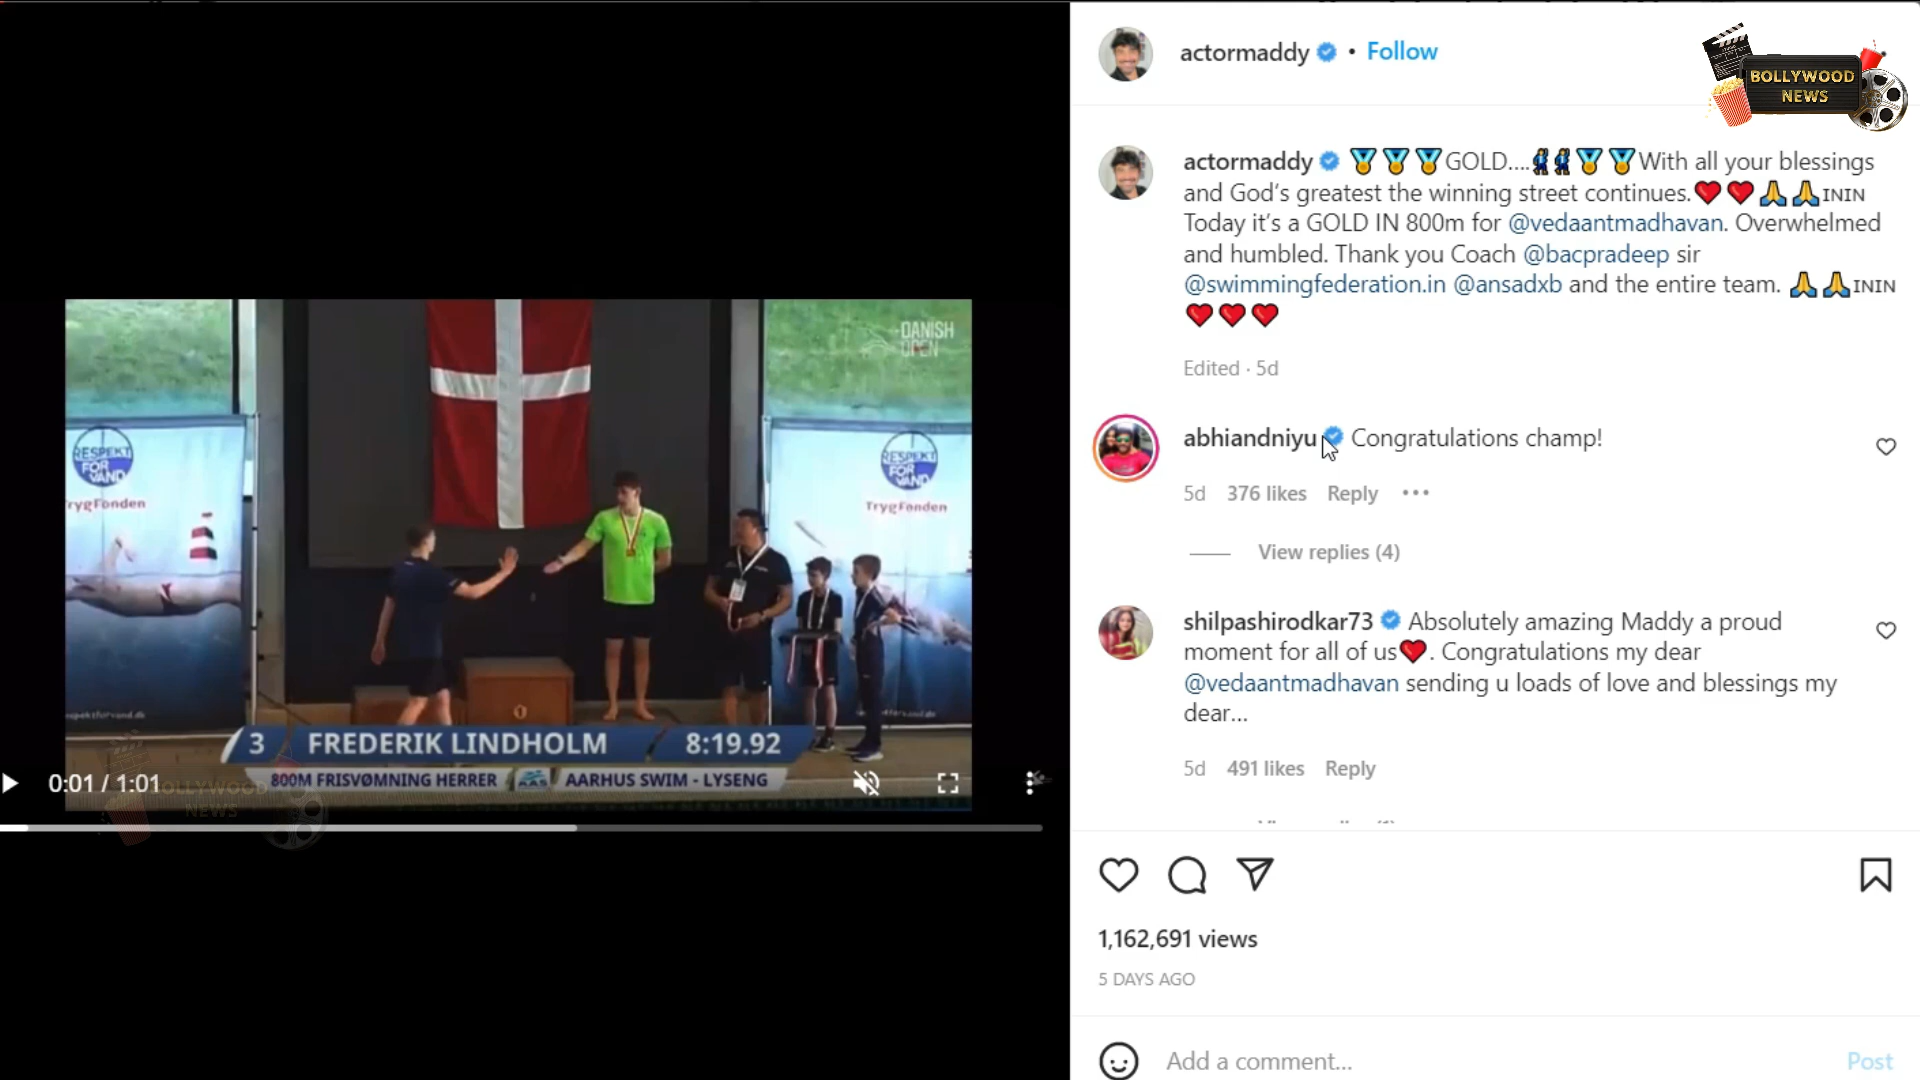 actormaddy • Follow
BOLLYWOOD
NEWS
actormaddy 🏅🏅🏅GOLD....👬👬🏅🏅With all your blessings
and God's greatest the winning street continues.❤️❤️🙏🙏ININ
Today it's a GOLD IN 800m for @vedaantmadhavan. Overwhelmed
and humbled. Thank you Coach @bacpradeep sir
@swimmingfederation.in @ansadxb and the entire team. 🙏🙏ININ
❤️❤️❤️
Edited · 5d
abhiandniyu Congratulations champ!
5d 376 likes Reply •••
View replies (4)
shilpashirodkar73 Absolutely amazing Maddy a proud
moment for all of us❤️. Congratulations my dear
@vedaantmadhavan sending u loads of love and blessings my
dear...
5d 491 likes Reply
1,162,691 views
5 DAYS AGO
Add a comment...
Post
DANISH
OPEN
RESPEKT
FOR
VAND
TrygFonden
RESPEKT
FOR
VAND
TrygFonden
1
3 FREDERIK LINDHOLM 8:19.92
800M FRISVØMNING HERRER AARHUS SWIM - LYSENG
0:01 / 1:01
BOLLYWOOD
NEWS